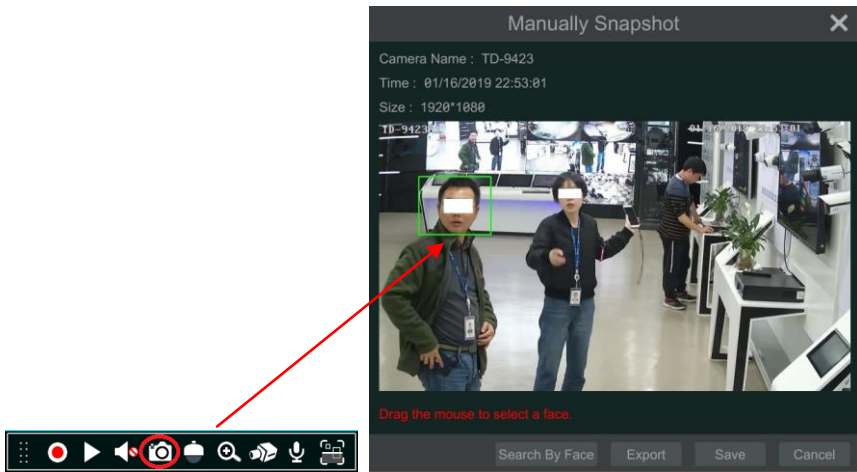 Manually Snapshot
Camera Name : TD-9423
Time : 01/16/2019 22:53:01
Size : 1920*1080
TD-9423
Drag the mouse to select a face.
Search By Face
Export
Save
Cancel